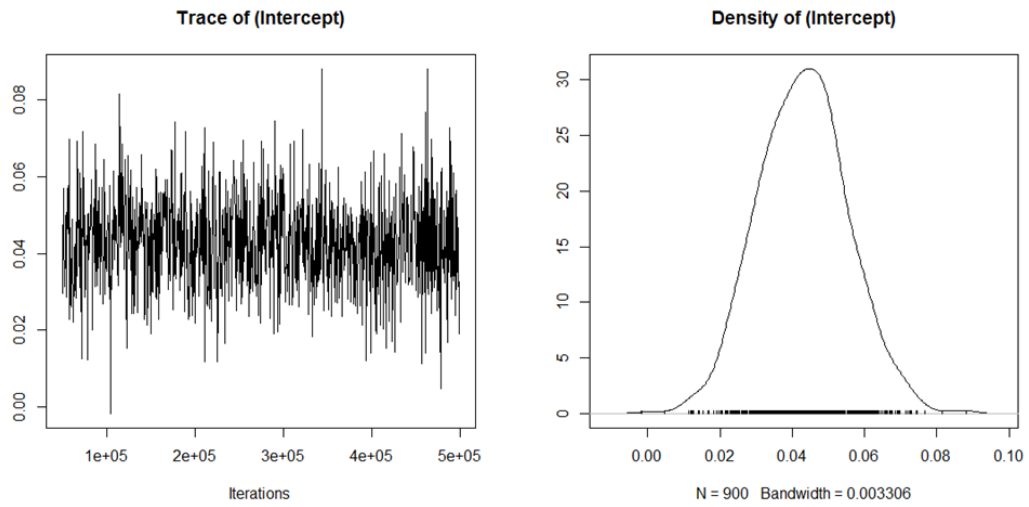 Trace of (Intercept)
0.08
0.06
0.04
0.02
0.00
1e+05 2e+05 3e+05 4e+05 5e+05
Iterations
Density of (Intercept)
30
25
20
15
10
5
0
0.00 0.02 0.04 0.06 0.08 0.10
N = 900 Bandwidth = 0.003306